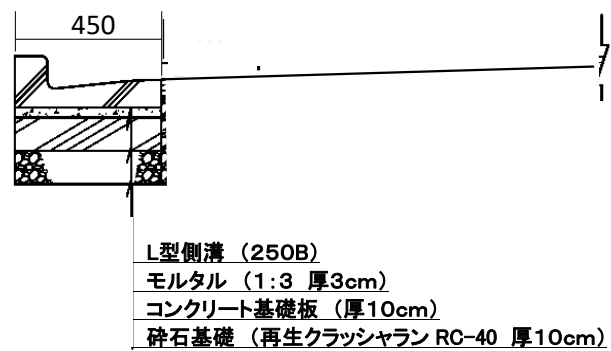 450
L型側溝 （250B）
モルタル （1:3 厚3cm）
コンクリート基礎板 （厚10cm）
砕石基礎 （再生クラッシャラン RC-40 厚10cm）